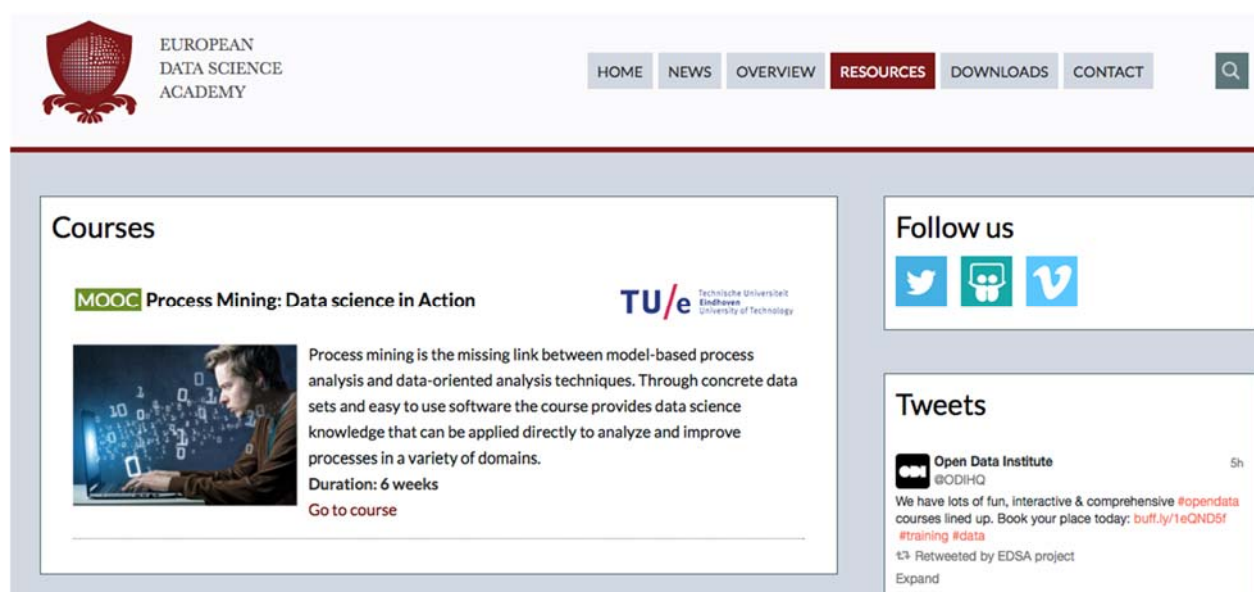 EUROPEAN
DATA SCIENCE
ACADEMY
HOME NEWS OVERVIEW RESOURCES DOWNLOADS CONTACT
Courses
MOOC Process Mining: Data science in Action
TU/e Technische Universiteit
Eindhoven
University of Technology
Process mining is the missing link between model-based process
analysis and data-oriented analysis techniques. Through concrete data
sets and easy to use software the course provides data science
knowledge that can be applied directly to analyze and improve
processes in a variety of domains.
Duration: 6 weeks
Go to course
Follow us
Tweets
Open Data Institute 5h
@ODIHQ
We have lots of fun, interactive & comprehensive #opendata
courses lined up. Book your place today: buff.ly/1eQND5f
#training #data
Retweeted by EDSA project
Expand